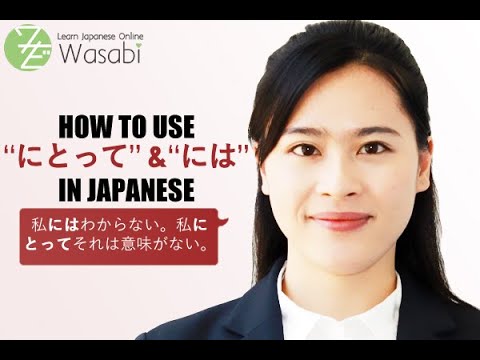 Learn Japanese Online
Wasabi
HOW TO USE
“にとって” &“には”
IN JAPANESE
私にはわからない。私に
とってそれは意味がない。